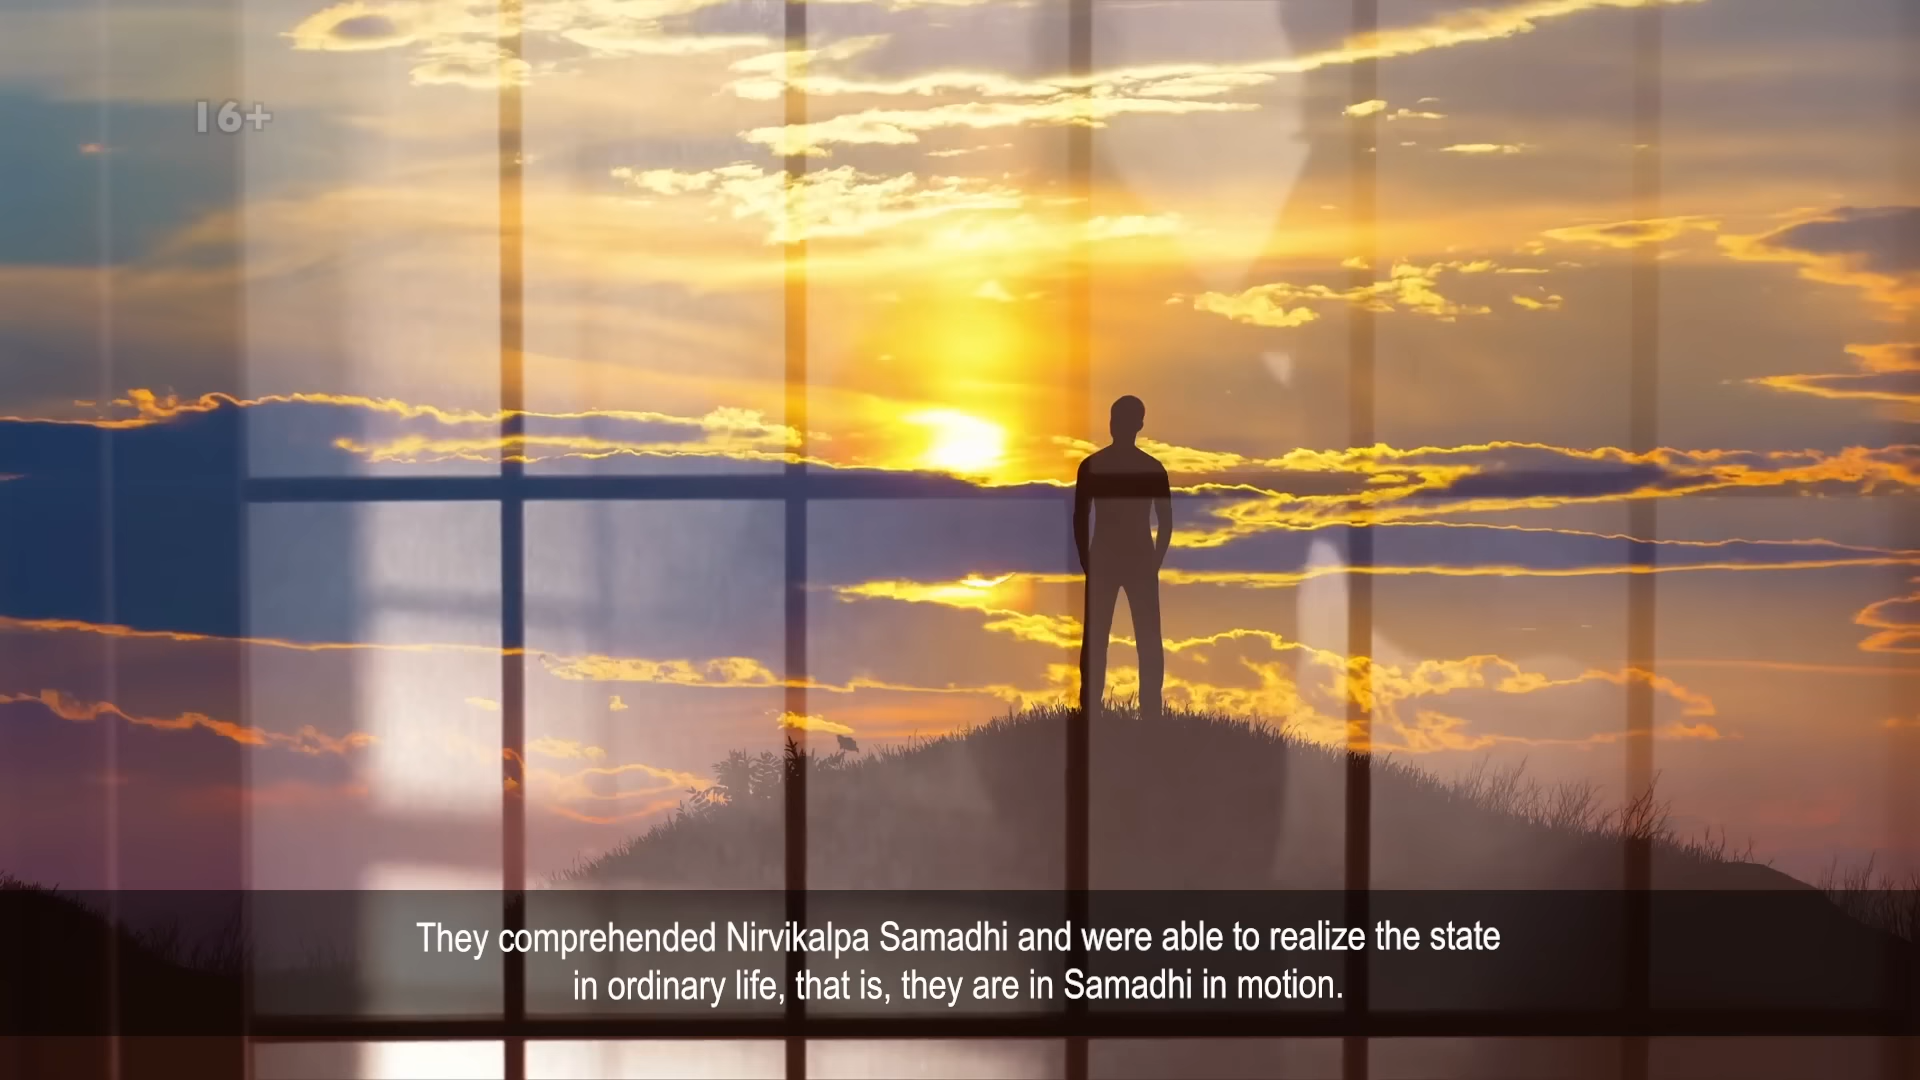 16+
They comprehended Nirvikalpa Samadhi and were able to realize the state
in ordinary life, that is, they are in Samadhi in motion.